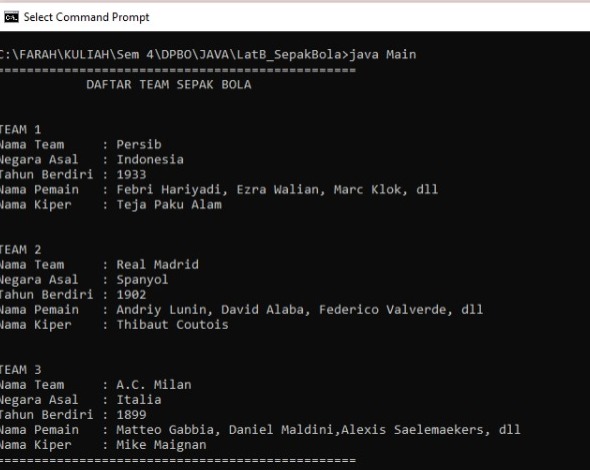 Select Command Prompt
C:\FARAH\KULIAH\Sem 4\DPBO\JAVA\LatB_SepakBola>java Main
================================================
DAFTAR TEAM SEPAK BOLA
TEAM 1
Nama Team     : Persib
Negara Asal   : Indonesia
Tahun Berdiri : 1933
Nama Pemain   : Febri Hariyadi, Ezra Walian, Marc Klok, dll
Nama Kiper    : Teja Paku Alam
TEAM 2
Nama Team     : Real Madrid
Negara Asal   : Spanyol
Tahun Berdiri : 1902
Nama Pemain   : Andriy Lunin, David Alaba, Federico Valverde, dll
Nama Kiper    : Thibaut Coutois
TEAM 3
Nama Team     : A.C. Milan
Negara Asal   : Italia
Tahun Berdiri : 1899
Nama Pemain   : Matteo Gabbia, Daniel Maldini,Alexis Saelemaekers, dll
Nama Kiper    : Mike Maignan
================================================